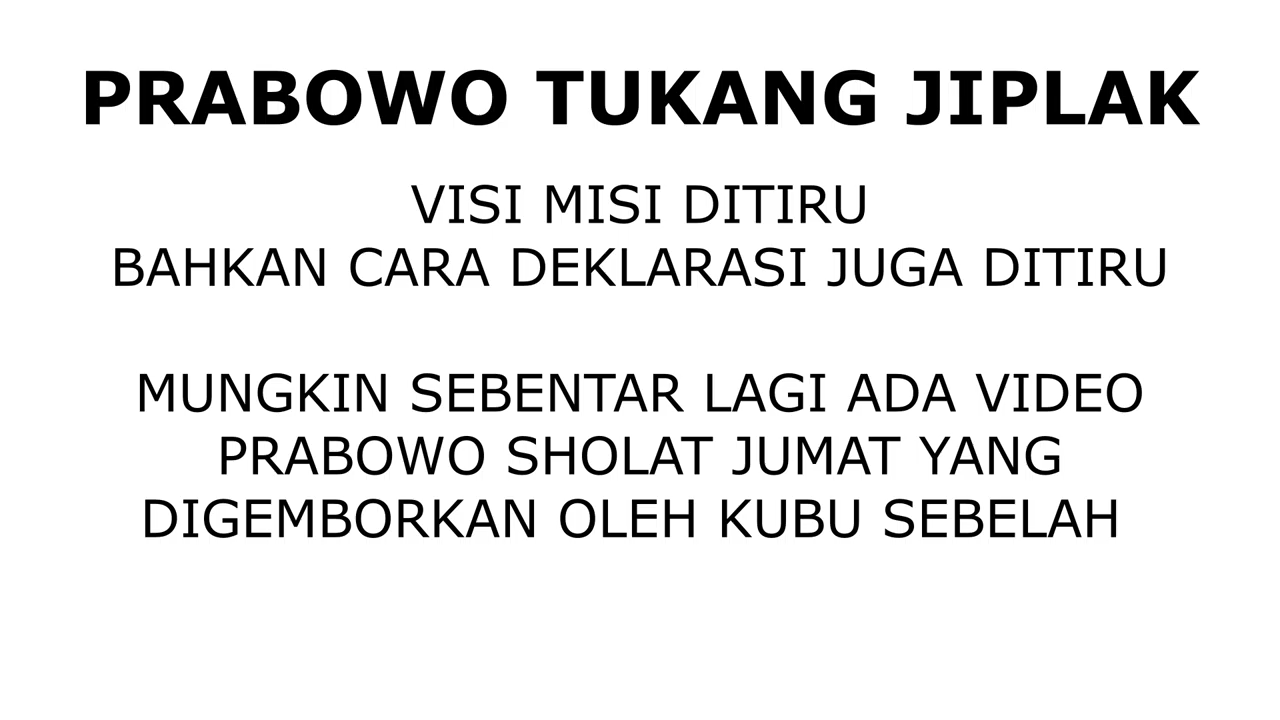 PRABOWO TUKANG JIPLAK
VISI MISI DITIRU
BAHKAN CARA DEKLARASI JUGA DITIRU
MUNGKIN SEBENTAR LAGI ADA VIDEO
PRABOWO SHOLAT JUMAT YANG
DIGEMBORKAN OLEH KUBU SEBELAH